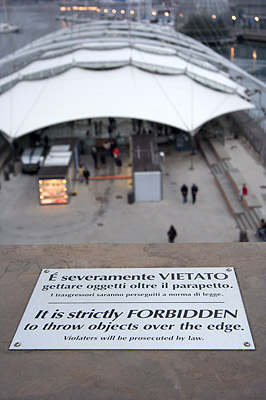 É severamente VIETATO
gettare oggetti oltre il parapetto.
I trasgressori saranno perseguiti a norma di legge.
It is strictly FORBIDDEN
to throw objects over the edge.
Violaters will be prosecuted by law.